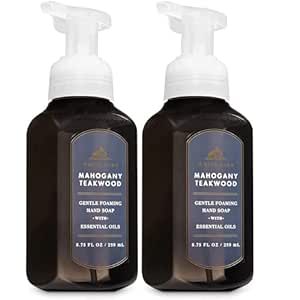 MAHOGANY
TEAKWOOD
GENTLE FOAMING
HAND SOAP
WITH
ESSENTIAL OILS
8.75 FL OZ / 259 mL
MAHOGANY
TEAKWOOD
GENTLE FOAMING
HAND SOAP
WITH
ESSENTIAL OILS
8.75 FL OZ / 259 mL